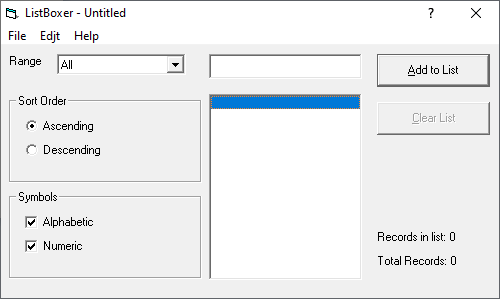 ListBoxer - Untitled
File Edjt Help
Range All Add to List
Sort Order
Ascending Clear List
Descending
Symbols
Alphabetic
Numeric
Records in list: 0
Total Records: 0